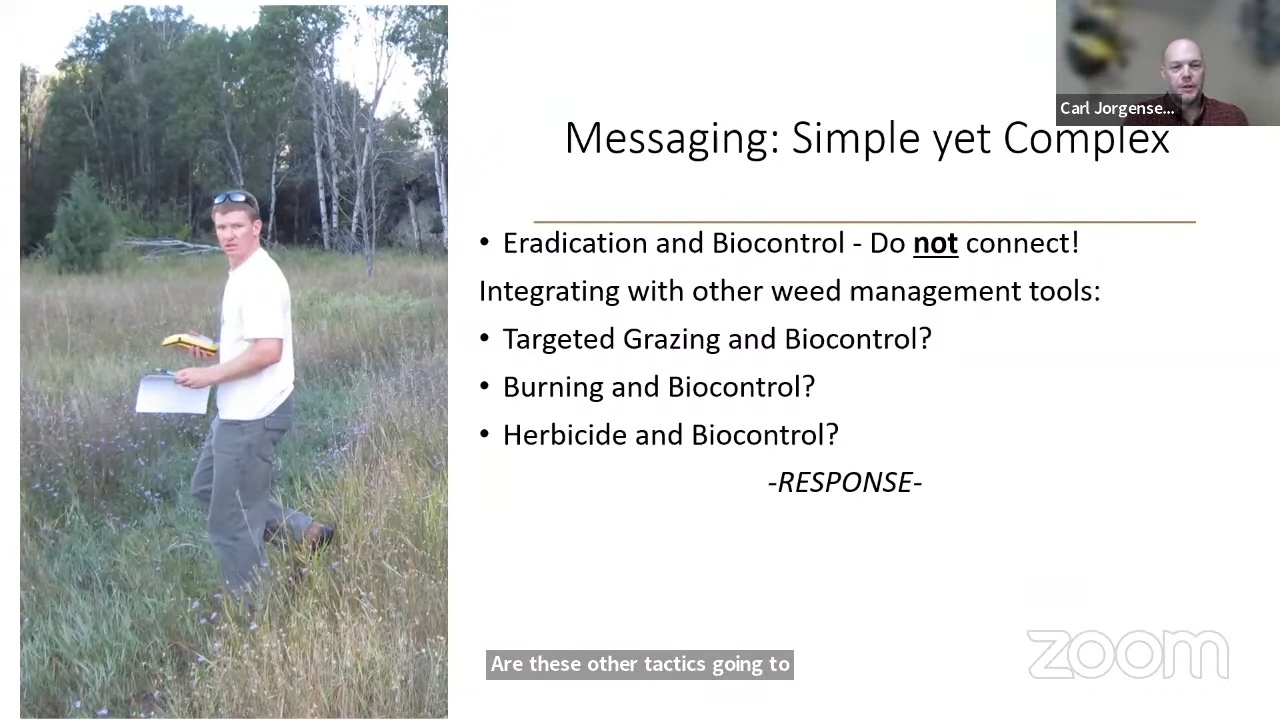 Carl Jorgense...
Messaging: Simple yet Complex
• Eradication and Biocontrol - Do not connect!
Integrating with other weed management tools:
• Targeted Grazing and Biocontrol?
• Burning and Biocontrol?
• Herbicide and Biocontrol?
-RESPONSE-
Are these other tactics going to
zoom